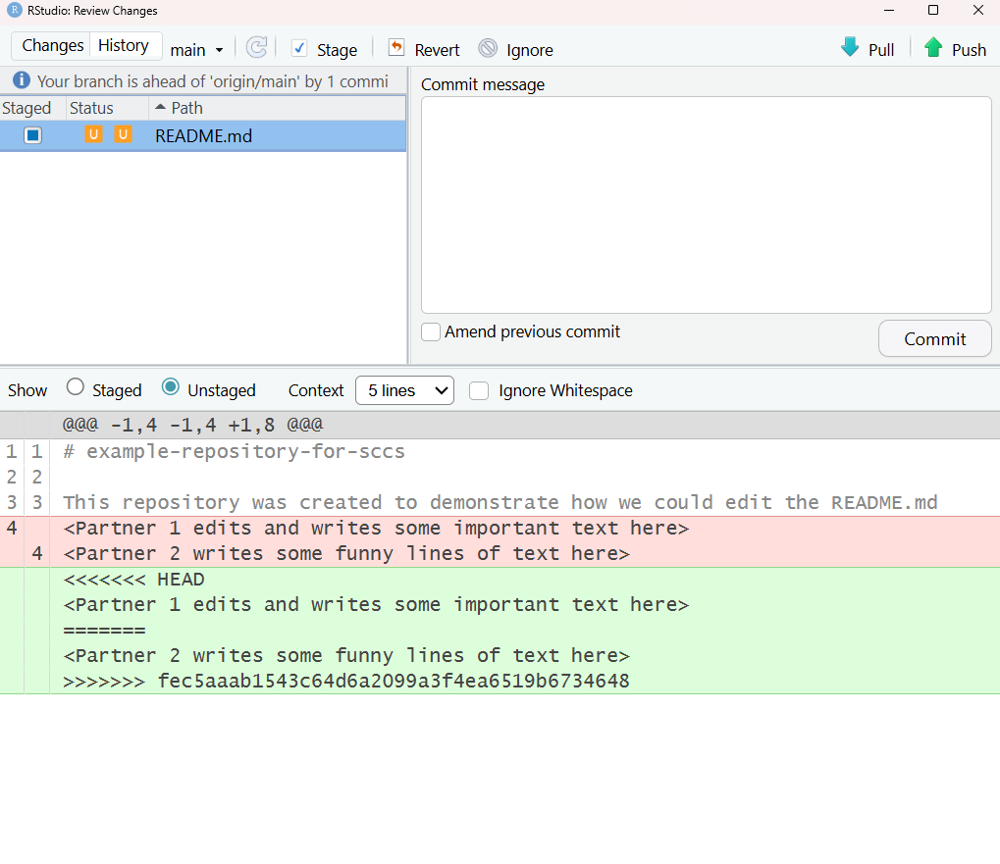 RStudio: Review Changes
Changes History main Stage Revert Ignore Pull Push
Your branch is ahead of 'origin/main' by 1 commi
Staged Status Path
U U README.md
Commit message
Amend previous commit
Commit
Show Staged Unstaged Context 5 lines Ignore Whitespace
@@@ -1,4 -1,4 +1,8 @@@
1 1 # example-repository-for-sccs
2 2
3 3 This repository was created to demonstrate how we could edit the README.md
4 <Partner 1 edits and writes some important text here>
4 <Partner 2 writes some funny lines of text here>
<<<<<<< HEAD
<Partner 1 edits and writes some important text here>
=======
<Partner 2 writes some funny lines of text here>
>>>>>>> fec5aaab1543c64d6a2099a3f4ea6519b6734648